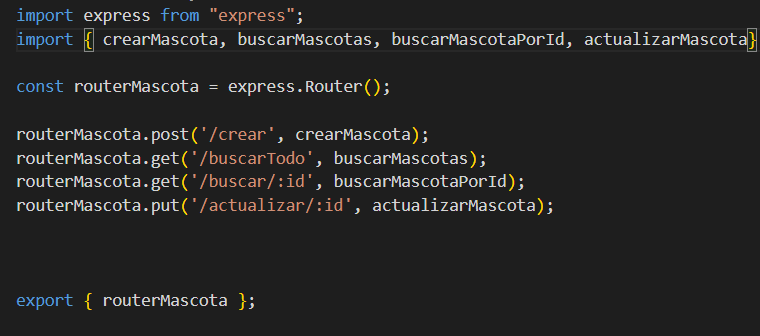 import express from "express";
import { crearMascota, buscarMascotas, buscarMascotaPorId, actualizarMascota}
const routerMascota = express.Router();
routerMascota.post('/crear', crearMascota);
routerMascota.get('/buscarTodo', buscarMascotas);
routerMascota.get('/buscar/:id', buscarMascotaPorId);
routerMascota.put('/actualizar/:id', actualizarMascota);
export { routerMascota };